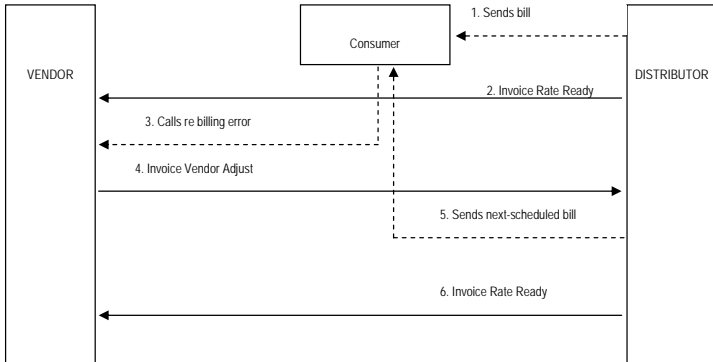 1. Sends bill
Consumer
VENDOR
DISTRIBUTOR
2. Invoice Rate Ready
3. Calls re billing error
4. Invoice Vendor Adjust
5. Sends next-scheduled bill
6. Invoice Rate Ready